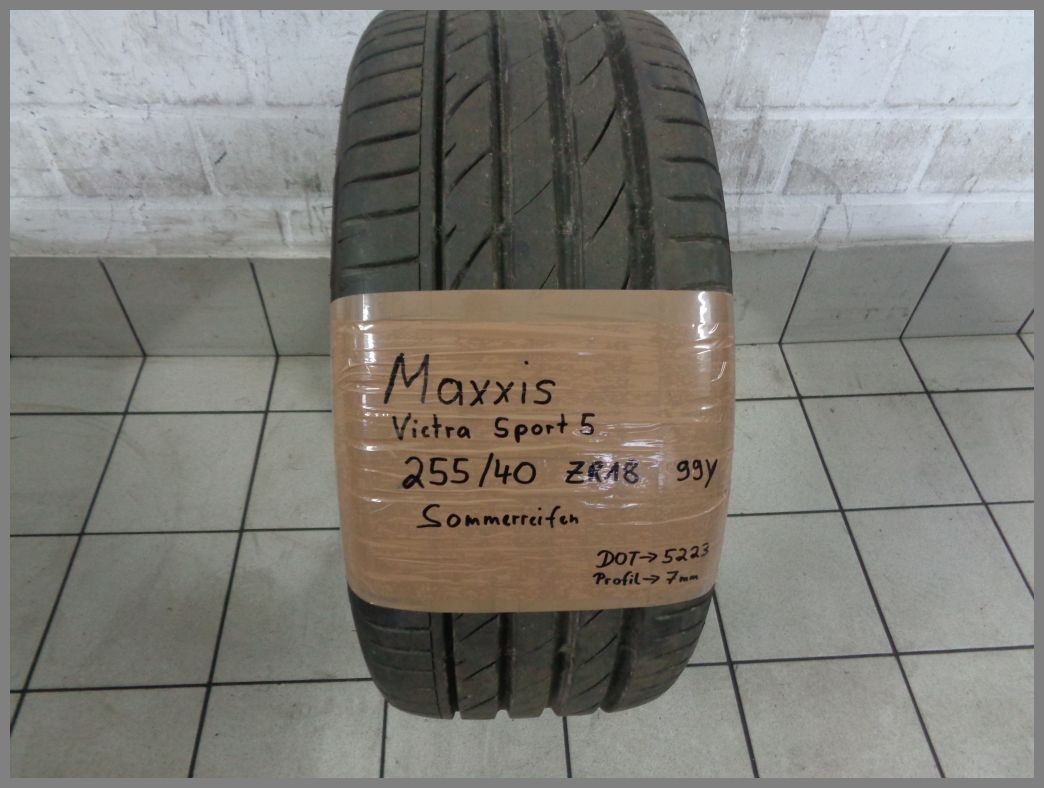 Maxxis
Victra Sport 5
255/40 ZR18 99Y
Sommerreifen
DOT→5223
Profil→7mm